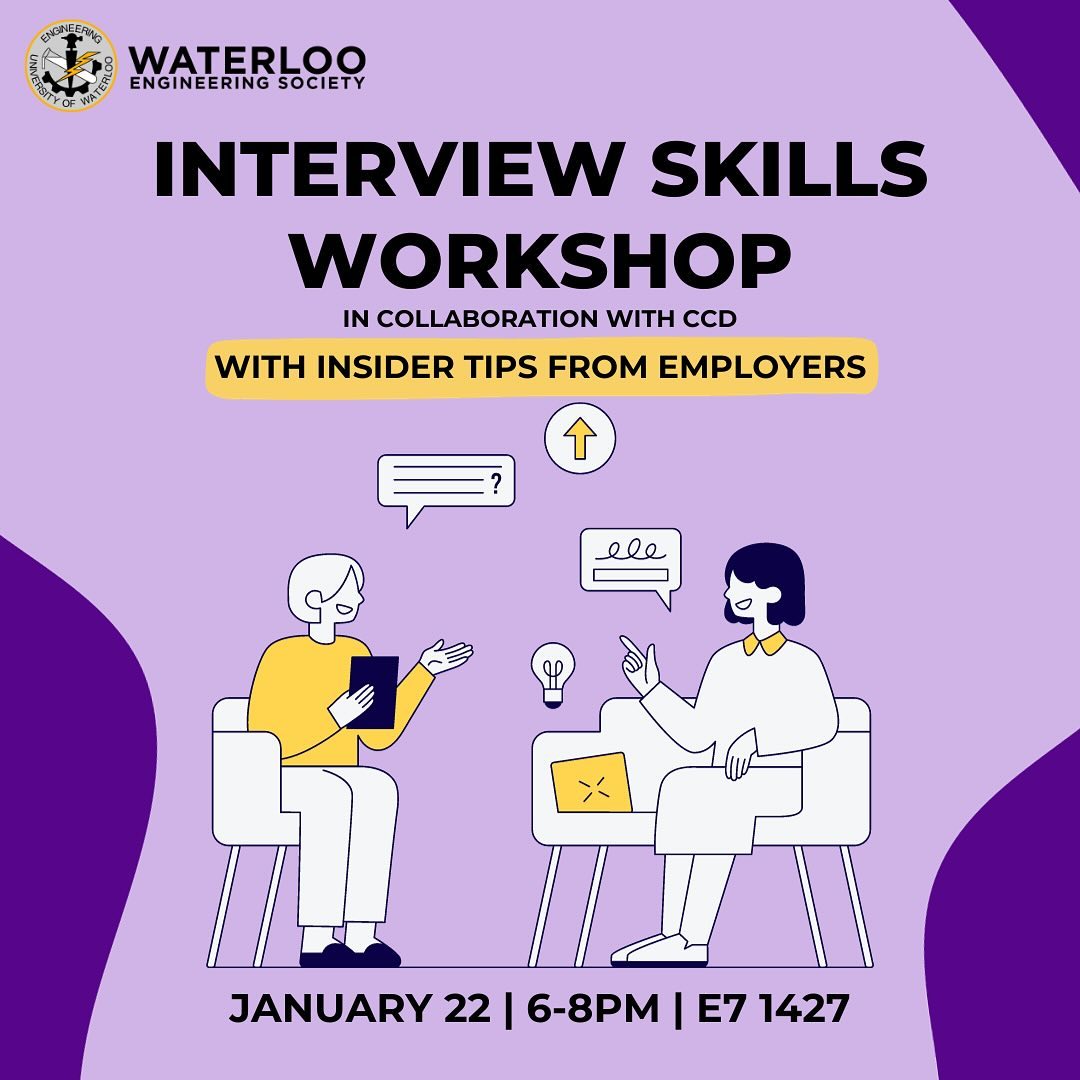 ENGINEERING
UNIVERSITY OF WATERLOO
WATERLOO
ENGINEERING SOCIETY
INTERVIEW SKILLS
WORKSHOP
IN COLLABORATION WITH CCD
WITH INSIDER TIPS FROM EMPLOYERS
?
JANUARY 22 | 6-8PM | E7 1427